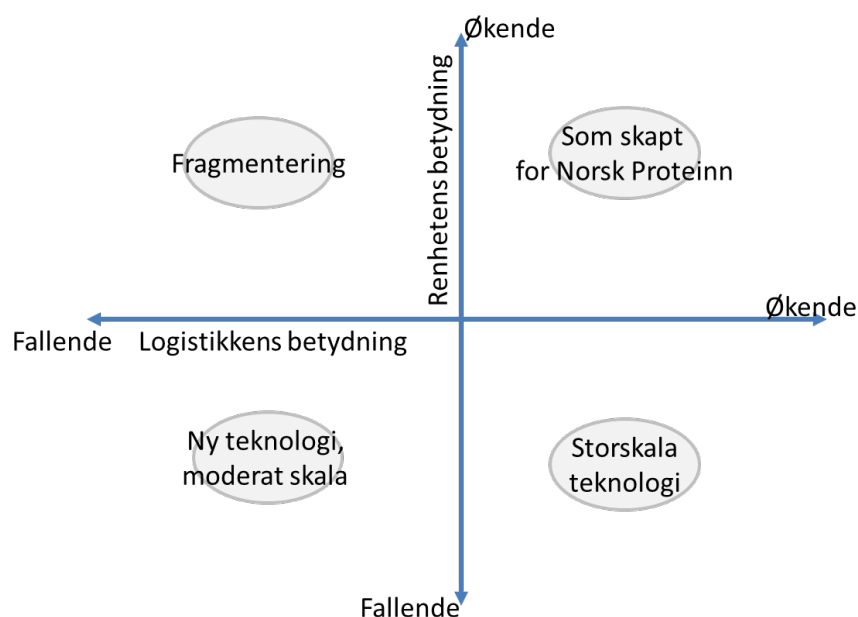 Økende
Renhetens betydning
Fragmentering
Som skapt
for Norsk Proteinn
Økende
Fallende
Logistikkens betydning
Ny teknologi,
moderat skala
Storskala
teknologi
Fallende